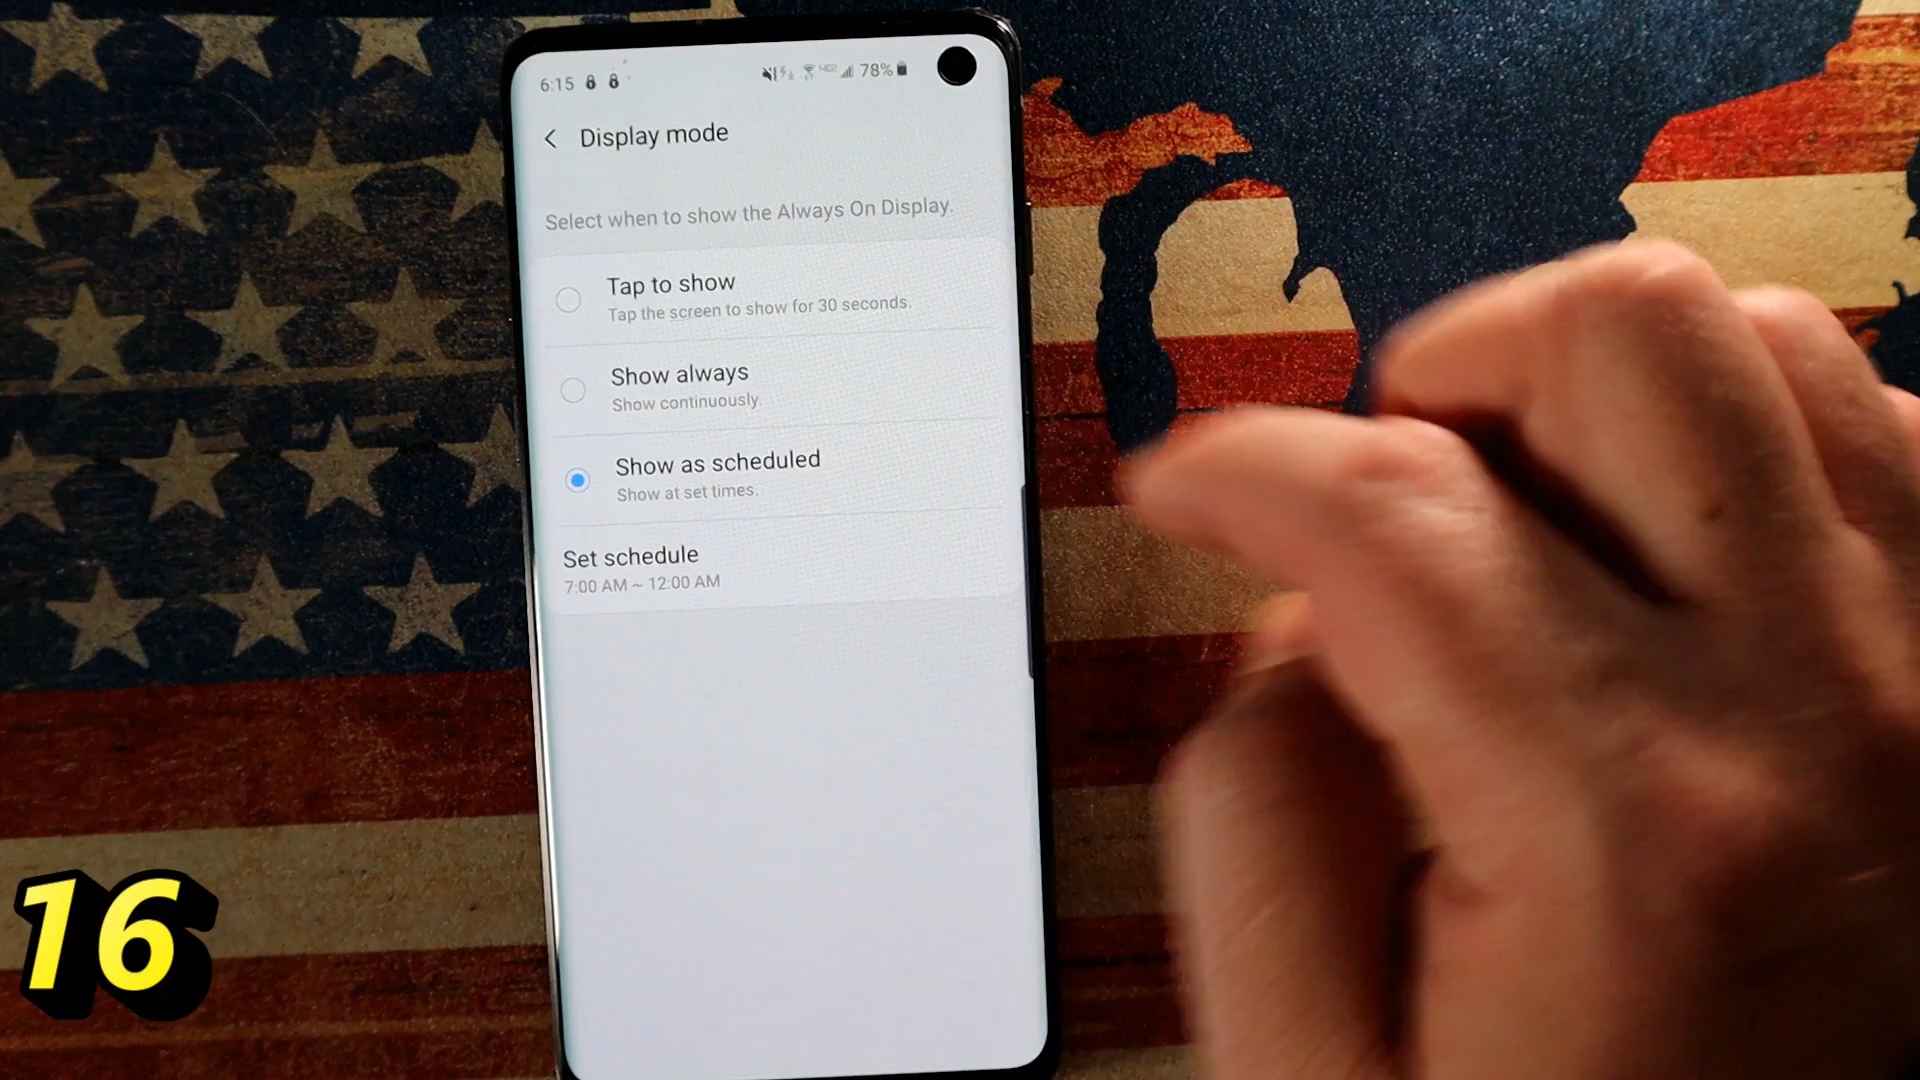 6:15
78%
Display mode
Select when to show the Always On Display.
Tap to show
Tap the screen to show for 30 seconds.
Show always
Show continuously.
Show as scheduled
Show at set times.
Set schedule
7:00 AM ~ 12:00 AM
16